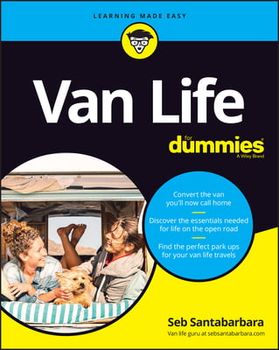 LEARNING MADE EASY
Van Life
for
dummies
A Wiley Brand
Convert the van
you'll now call home
Discover the essentials needed
for life on the open road
Find the perfect park ups
for your van life travels
Seb Santabarbara
Van life guru at sebsantabarbara.com